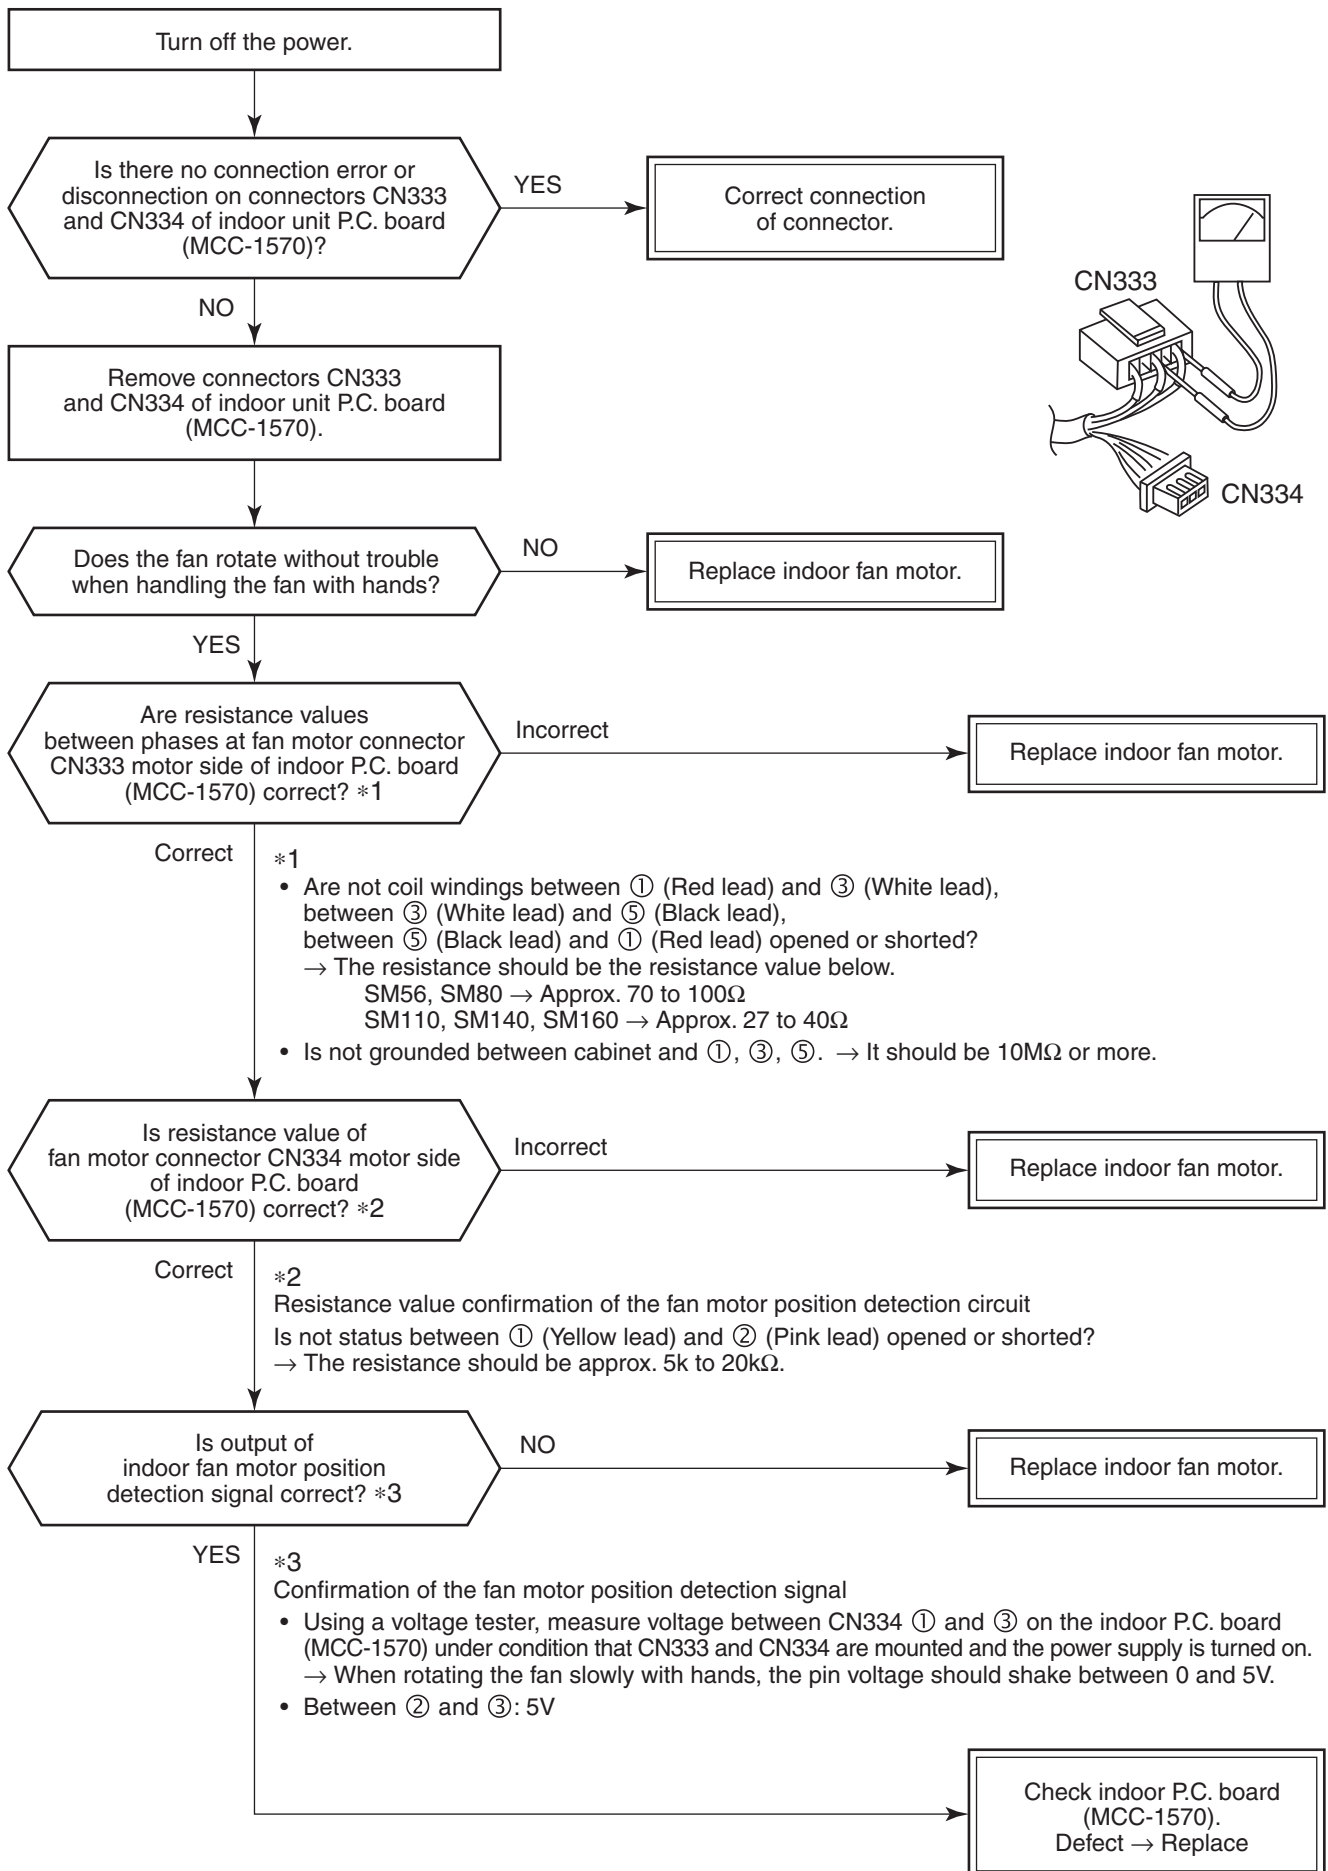 Turn off the power.
Is there no connection error or
disconnection on connectors CN333
and CN334 of indoor unit P.C. board
(MCC-1570)?
YES
Correct connection
of connector.
CN333
CN334
NO
Remove connectors CN333
and CN334 of indoor unit P.C. board
(MCC-1570).
Does the fan rotate without trouble
when handling the fan with hands?
NO
Replace indoor fan motor.
YES
Are resistance values
between phases at fan motor connector
CN333 motor side of indoor P.C. board
(MCC-1570) correct? *1
Incorrect
Replace indoor fan motor.
Correct
*1
• Are not coil windings between ① (Red lead) and ③ (White lead),
between ③ (White lead) and ⑤ (Black lead),
between ⑤ (Black lead) and ① (Red lead) opened or shorted?
→ The resistance should be the resistance value below.
SM56, SM80 → Approx. 70 to 100Ω
SM110, SM140, SM160 → Approx. 27 to 40Ω
• Is not grounded between cabinet and ①, ③, ⑤. → It should be 10MΩ or more.
Is resistance value of
fan motor connector CN334 motor side
of indoor P.C. board
(MCC-1570) correct? *2
Incorrect
Replace indoor fan motor.
Correct
*2
Resistance value confirmation of the fan motor position detection circuit
Is not status between ① (Yellow lead) and ② (Pink lead) opened or shorted?
→ The resistance should be approx. 5k to 20kΩ.
Is output of
indoor fan motor position
detection signal correct? *3
NO
Replace indoor fan motor.
YES
*3
Confirmation of the fan motor position detection signal
• Using a voltage tester, measure voltage between CN334 ① and ③ on the indoor P.C. board
(MCC-1570) under condition that CN333 and CN334 are mounted and the power supply is turned on.
→ When rotating the fan slowly with hands, the pin voltage should shake between 0 and 5V.
• Between ② and ③: 5V
Check indoor P.C. board
(MCC-1570).
Defect → Replace